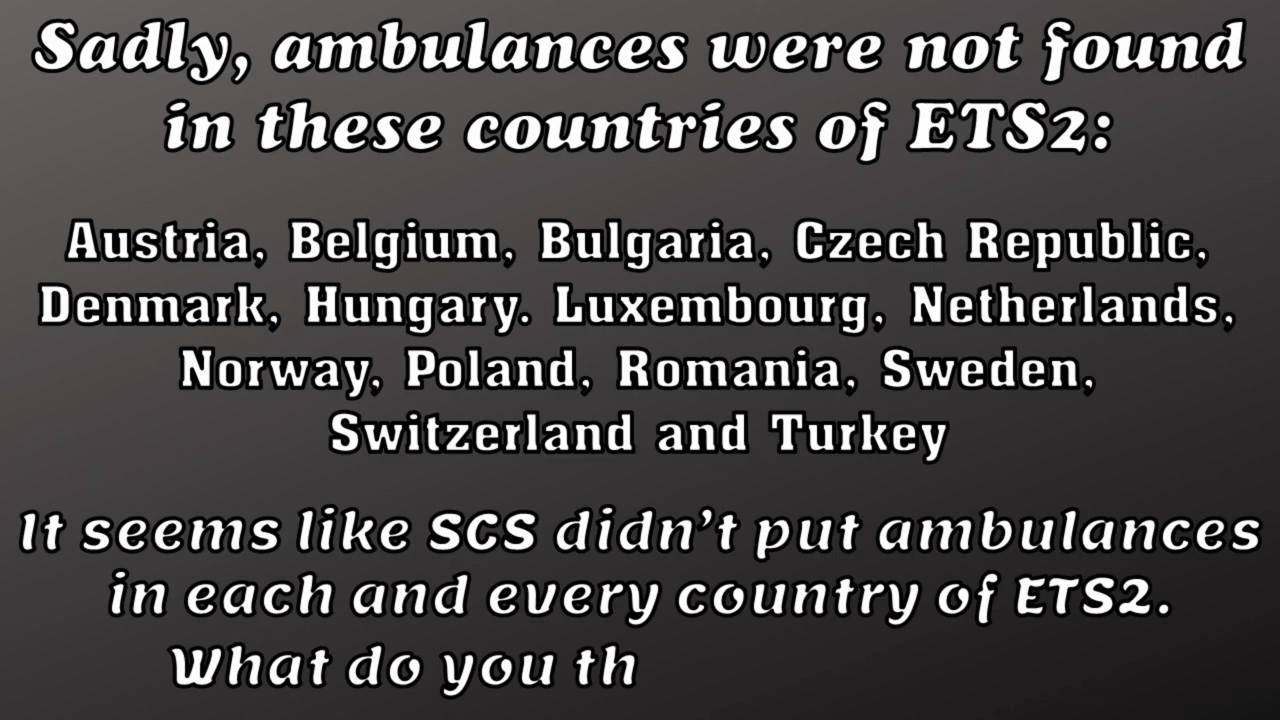 Sadly, ambulances were not found
in these countries of ETS2:
Austria, Belgium, Bulgaria, Czech Republic,
Denmark, Hungary. Luxembourg, Netherlands,
Norway, Poland, Romania, Sweden,
Switzerland and Turkey
It seems like SCS didn't put ambulances
in each and every country of ETS2.
What do you th